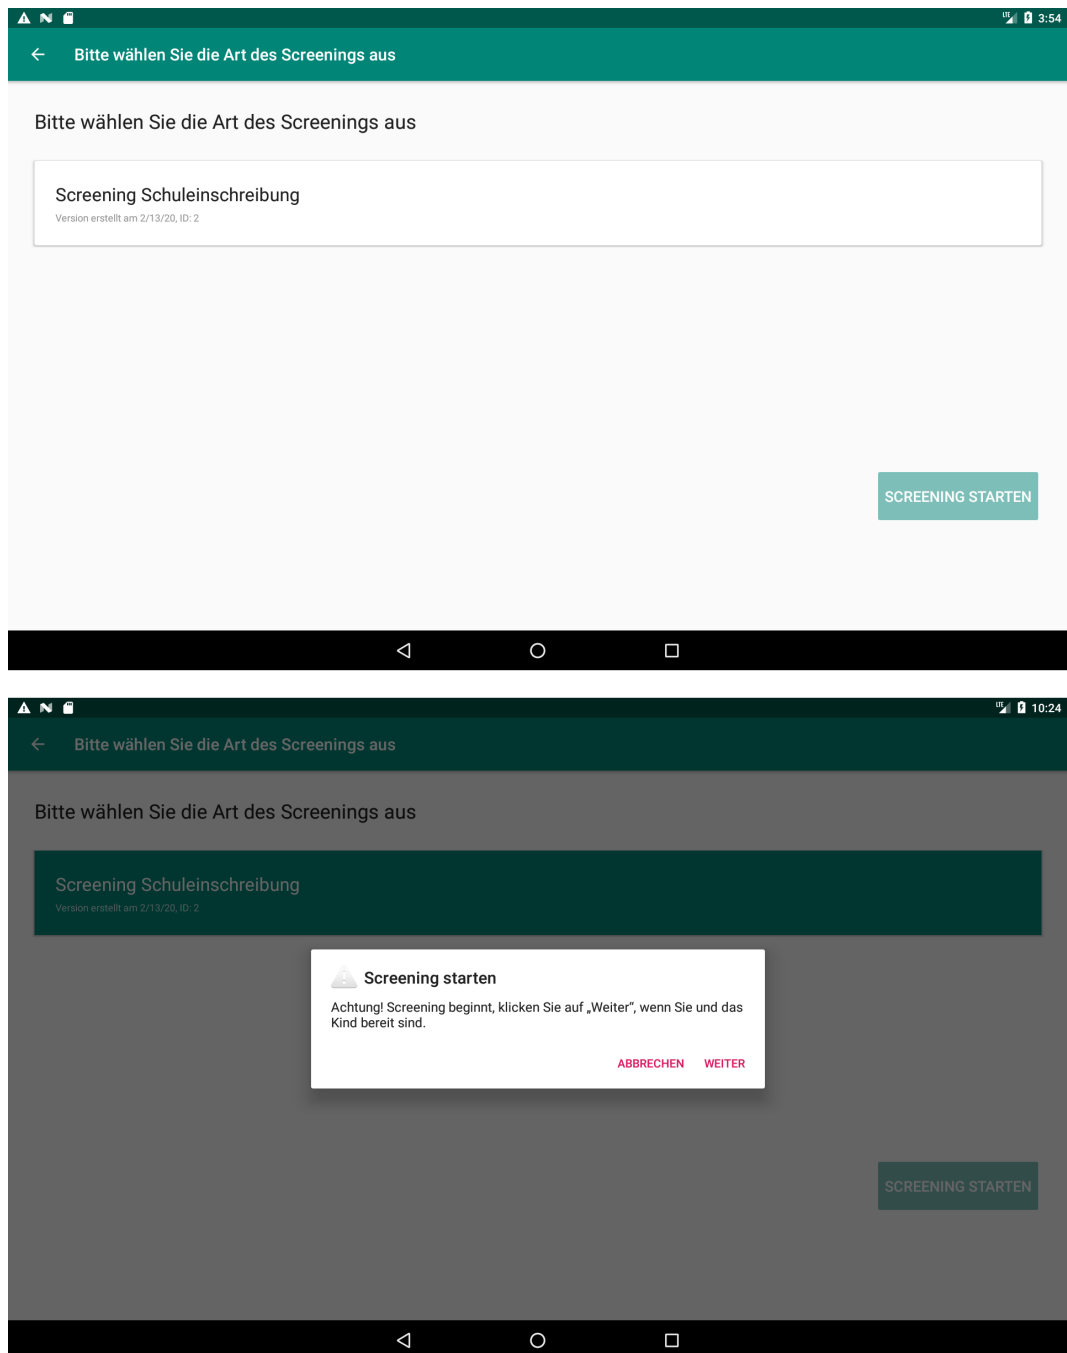 LTE 3:54
Bitte wählen Sie die Art des Screenings aus
Bitte wählen Sie die Art des Screenings aus
Screening Schuleinschreibung
Version erstellt am 2/13/20, ID: 2
SCREENING STARTEN
LTE 10:24
Bitte wählen Sie die Art des Screenings aus
Bitte wählen Sie die Art des Screenings aus
Screening Schuleinschreibung
Version erstellt am 2/13/20, ID: 2
Screening starten
Achtung! Screening beginnt, klicken Sie auf „Weiter“, wenn Sie und das
Kind bereit sind.
ABBRECHEN WEITER
SCREENING STARTEN